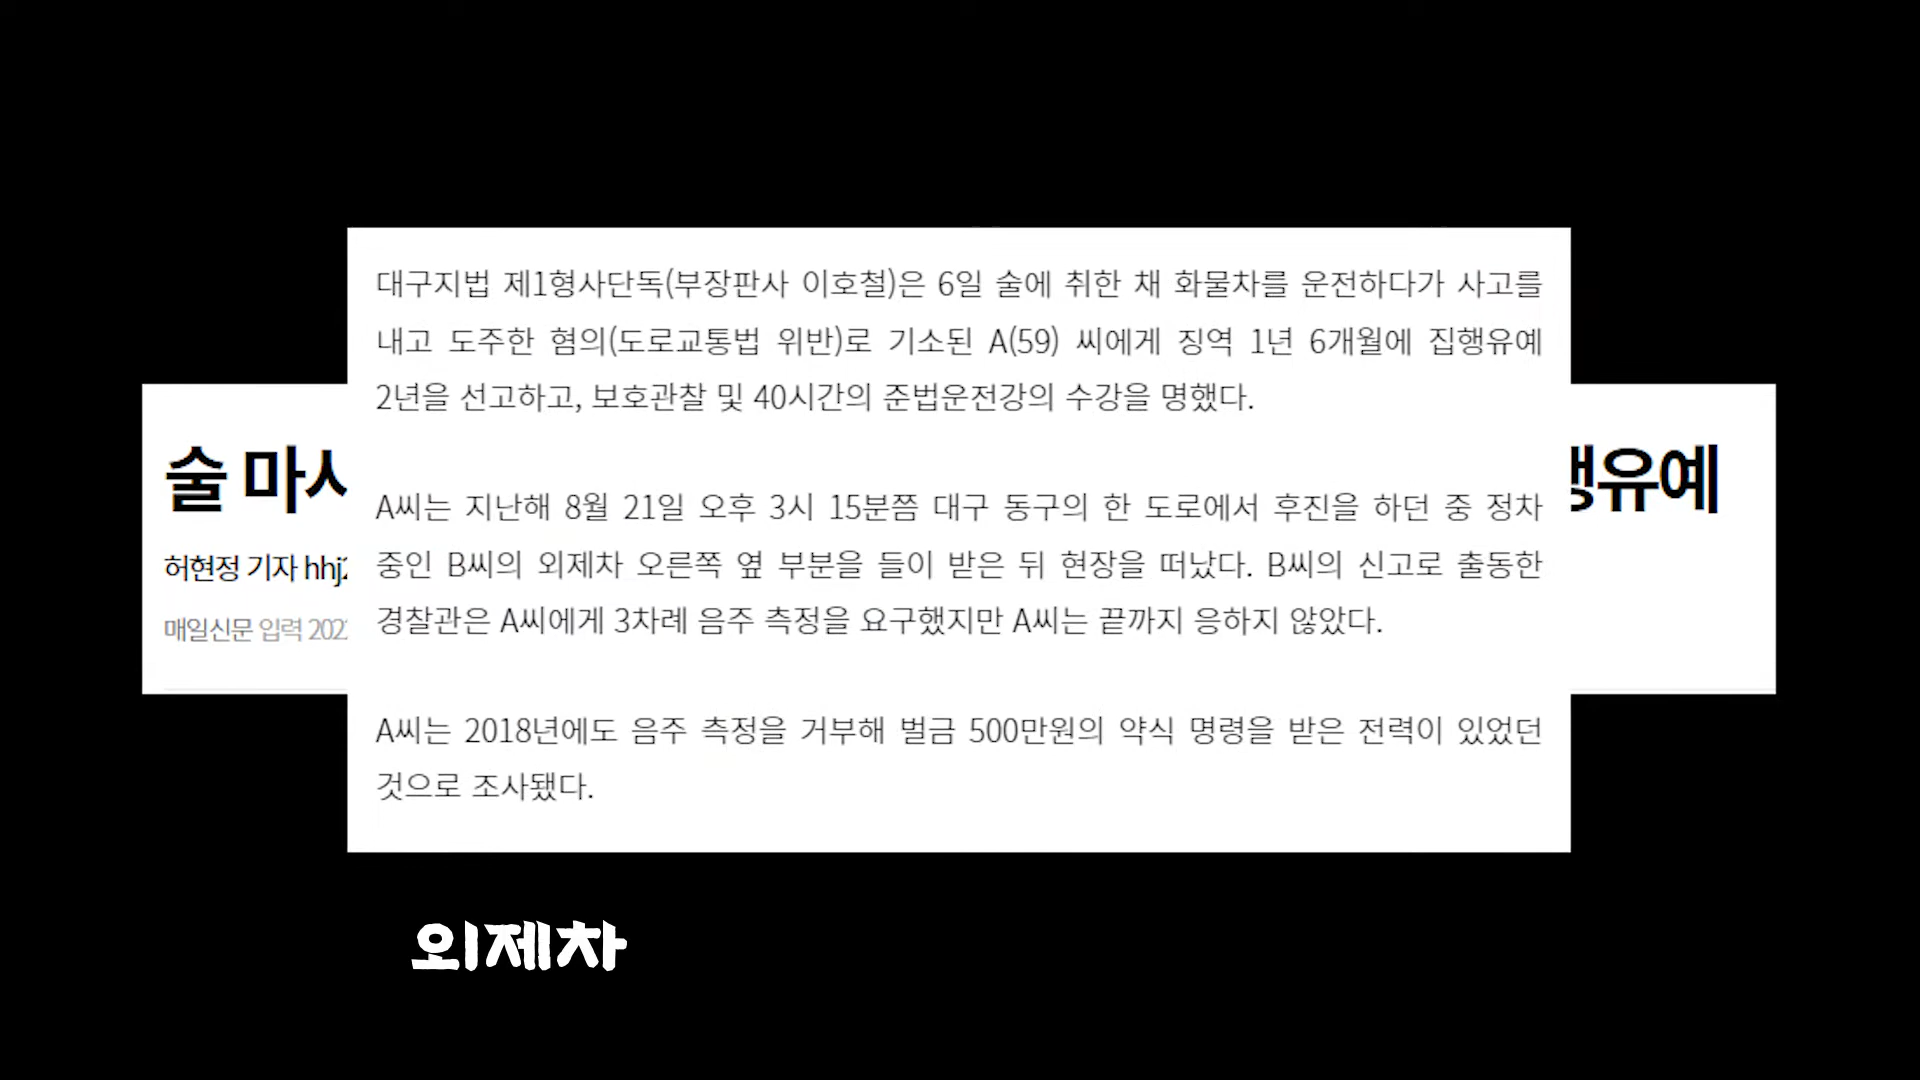 대구지법 제1형사단독(부장판사 이호철)은 6일 술에 취한 채 화물차를 운전하다가 사고를
내고 도주한 혐의(도로교통법 위반)로 기소된 A(59) 씨에게 징역 1년 6개월에 집행유예
2년을 선고하고, 보호관찰 및 40시간의 준법운전강의 수강을 명했다.
술 마시
행유예
A씨는 지난해 8월 21일 오후 3시 15분쯤 대구 동구의 한 도로에서 후진을 하던 중 정차
중인 B씨의 외제차 오른쪽 옆 부분을 들이 받은 뒤 현장을 떠났다. B씨의 신고로 출동한
경찰관은 A씨에게 3차례 음주 측정을 요구했지만 A씨는 끝까지 응하지 않았다.
허현정 기자 hhj2
매일신문 입력 202
A씨는 2018년에도 음주 측정을 거부해 벌금 500만원의 약식 명령을 받은 전력이 있었던
것으로 조사됐다.
외제차